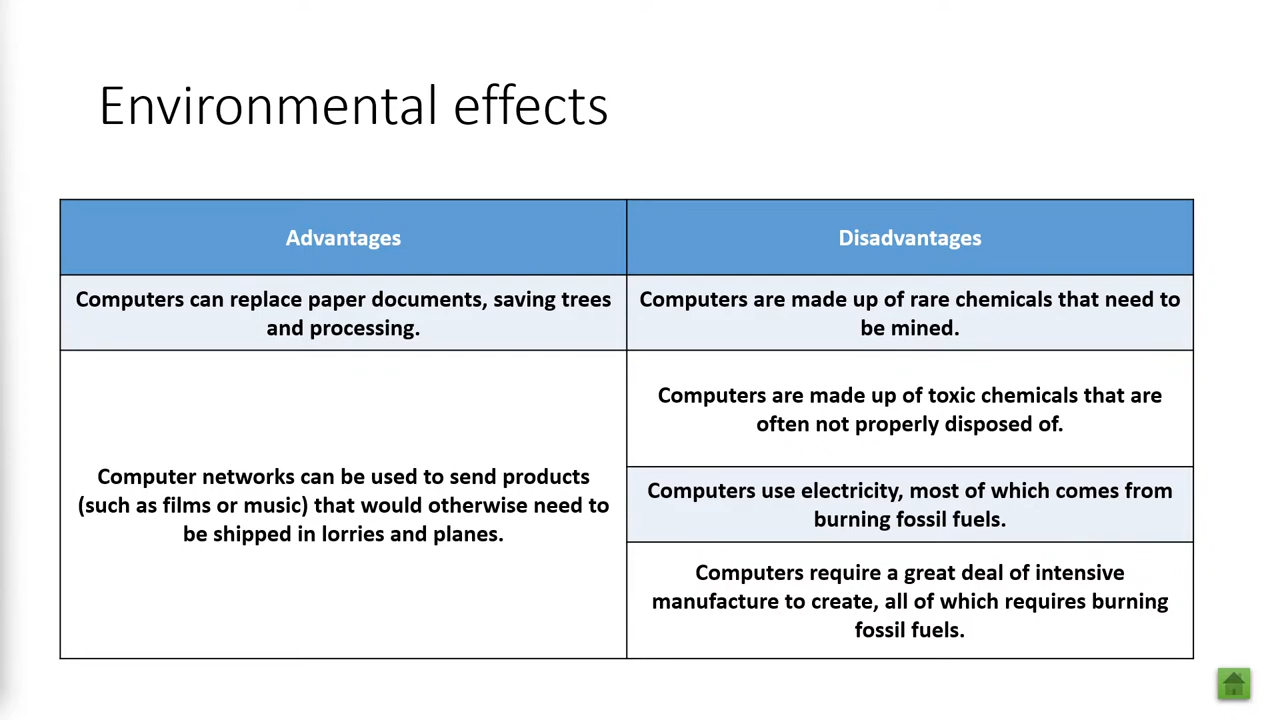 Environmental effects
Advantages
Disadvantages
Computers can replace paper documents, saving trees
and processing.
Computers are made up of rare chemicals that need to
be mined.
Computer networks can be used to send products
(such as films or music) that would otherwise need to
be shipped in lorries and planes.
Computers are made up of toxic chemicals that are
often not properly disposed of.
Computers use electricity, most of which comes from
burning fossil fuels.
Computers require a great deal of intensive
manufacture to create, all of which requires burning
fossil fuels.